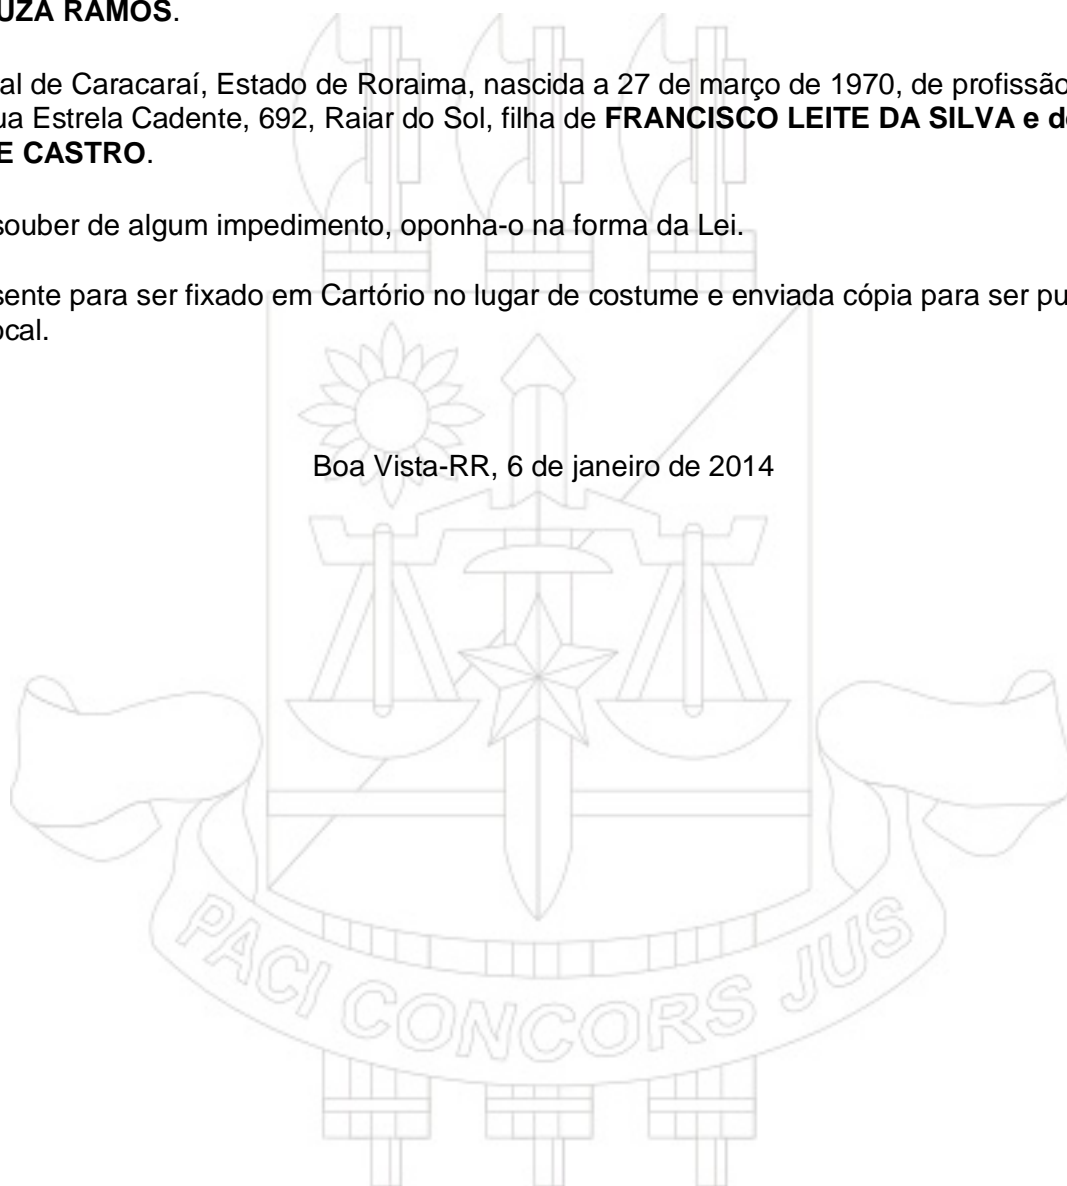 UZA RAMOS.
al de Caracaraí, Estado de Roraima, nascida a 27 de março de 1970, de profissão
ua Estrela Cadente, 692, Raiar do Sol, filha de FRANCISCO LEITE DA SILVA e de
E CASTRO.
souber de algum impedimento, oponha-o na forma da Lei.
sente para ser fixado em Cartório no lugar de costume e enviada cópia para ser pu
ocal.
Boa Vista-RR, 6 de janeiro de 2014
PACI CONCORS JUS